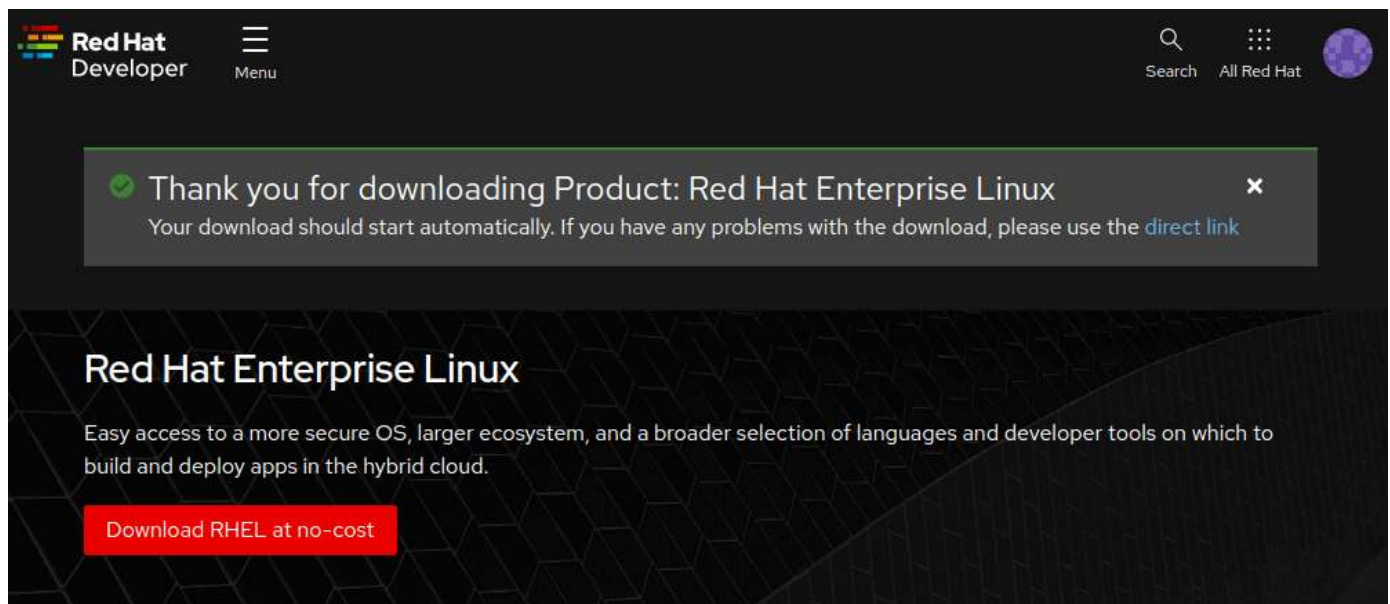 Red Hat
Developer
Menu
Search
All Red Hat
Thank you for downloading Product: Red Hat Enterprise Linux
Your download should start automatically. If you have any problems with the download, please use the direct link
Red Hat Enterprise Linux
Easy access to a more secure OS, larger ecosystem, and a broader selection of languages and developer tools on which to
build and deploy apps in the hybrid cloud.
Download RHEL at no-cost